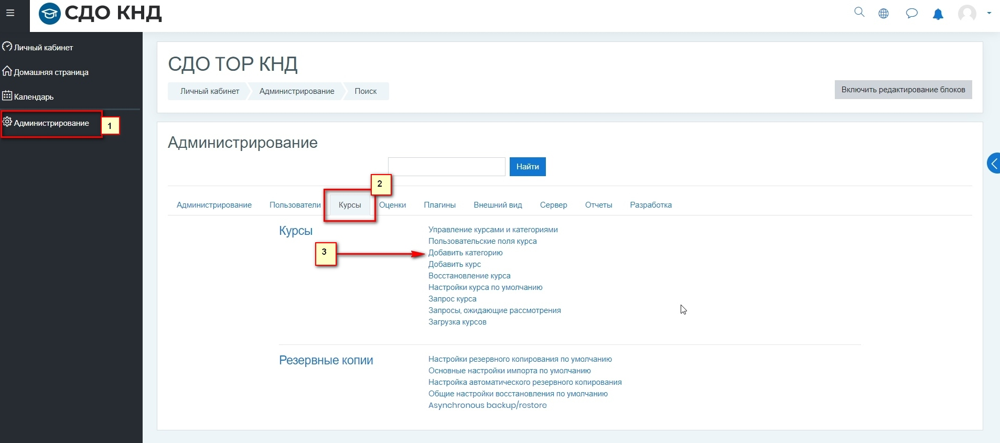 СДО КНД
Личный кабинет
Домашняя страница
Календарь
Администрирование
1
СДО ТОР КНД
Личный кабинет
Администрирование
Поиск
Включить редактирование блоков
Администрирование
Найти
2
Администрирование
Пользователи
Курсы
Оценки
Плагины
Внешний вид
Сервер
Отчеты
Разработка
Курсы
3
Управление курсами и категориями
Пользовательские поля курса
Добавить категорию
Добавить курс
Восстановление курса
Настройки курса по умолчанию
Запрос курса
Запросы, ожидающие рассмотрения
Загрузка курсов
Резервные копии
Настройки резервного копирования по умолчанию
Основные настройки импорта по умолчанию
Настройка автоматического резервного копирования
Общие настройки восстановления по умолчанию
Asynchronous backup/restore